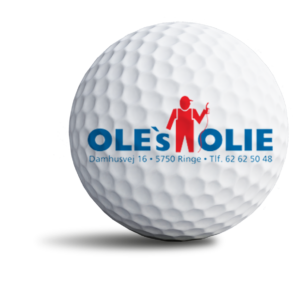 OLE`s OLIE
Damhusvej 16 • 5750 Ringe • Tlf. 62 62 50 48